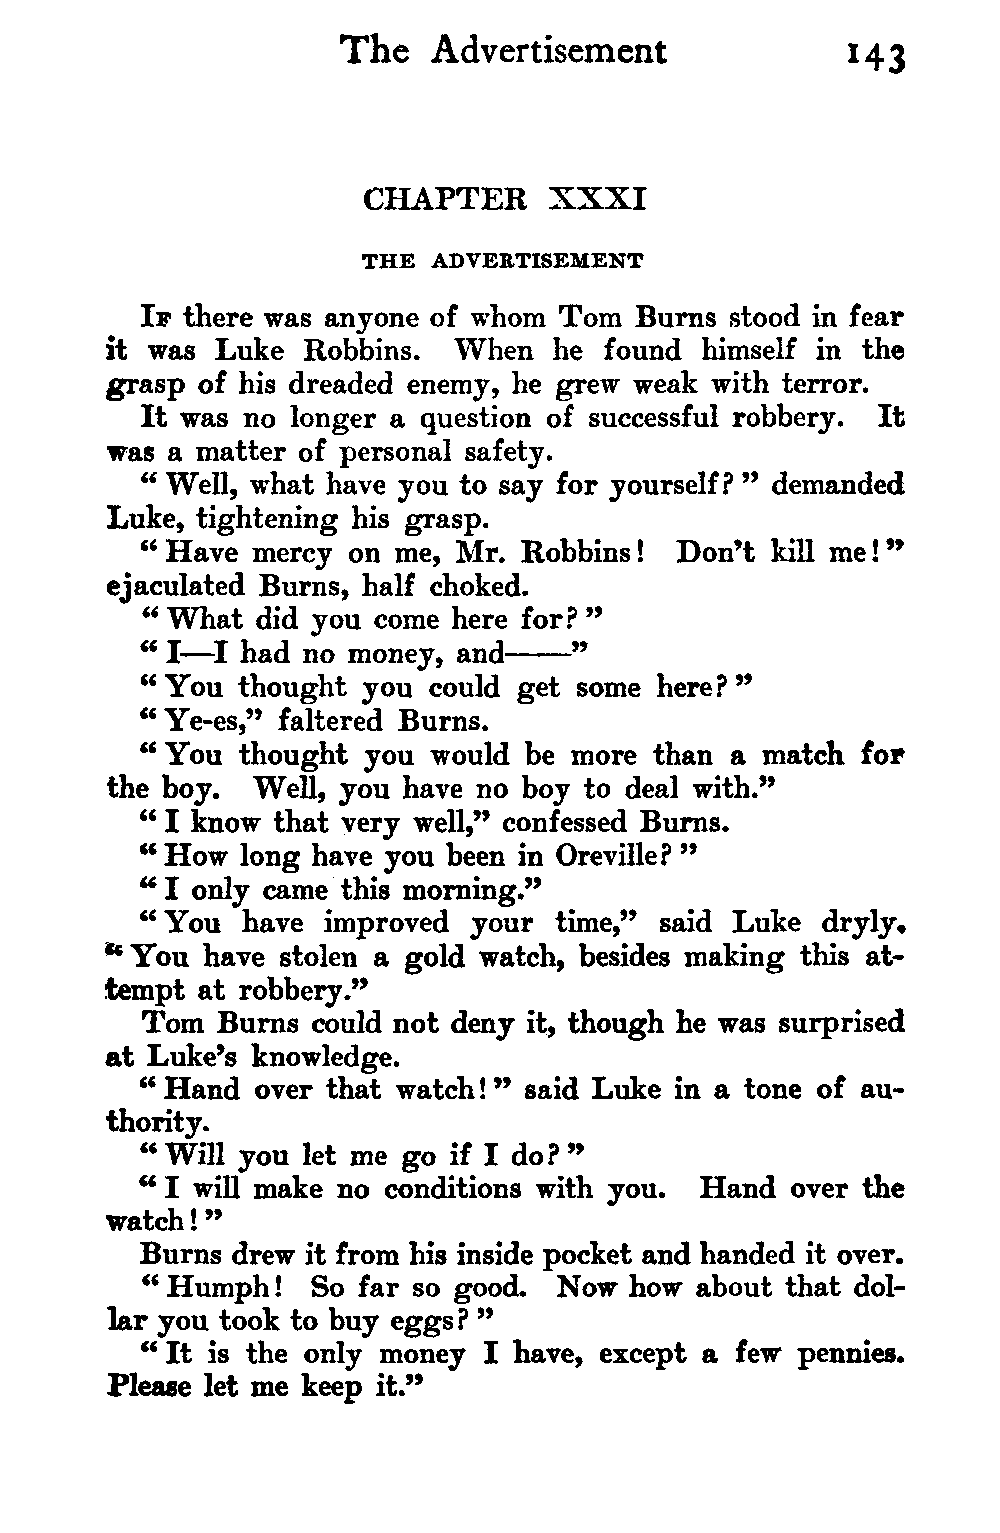 The Advertisement 143
CHAPTER XXXI
THE ADVERTISEMENT
IF there was anyone of whom Tom Burns stood in fear
it was Luke Robbins. When he found himself in the
grasp of his dreaded enemy, he grew weak with terror.
It was no longer a question of successful robbery. It
was a matter of personal safety.
“ Well, what have you to say for yourself? ” demanded
Luke, tightening his grasp.
“ Have mercy on me, Mr. Robbins! Don’t kill me! ”
ejaculated Burns, half choked.
“ What did you come here for? ”
“ I—I had no money, and——”
“ You thought you could get some here? ”
“ Ye-es,” faltered Burns.
“ You thought you would be more than a match for
the boy. Well, you have no boy to deal with.”
“ I know that very well,” confessed Burns.
“ How long have you been in Oreville? ”
“ I only came this morning.”
“ You have improved your time,” said Luke dryly.
“ You have stolen a gold watch, besides making this at-
tempt at robbery.”
Tom Burns could not deny it, though he was surprised
at Luke’s knowledge.
“ Hand over that watch! ” said Luke in a tone of au-
thority.
“ Will you let me go if I do? ”
“ I will make no conditions with you. Hand over the
watch! ”
Burns drew it from his inside pocket and handed it over.
“ Humph! So far so good. Now how about that dol-
lar you took to buy eggs? ”
“ It is the only money I have, except a few pennies.
Please let me keep it.”